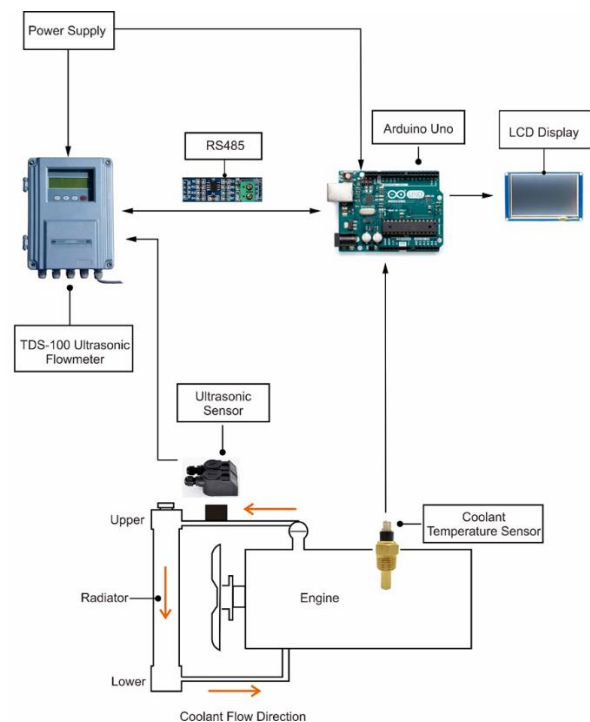 Power Supply
RS485
Arduino Uno
LCD Display
TDS-100 Ultrasonic
Flowmeter
Ultrasonic
Sensor
Upper
Coolant
Temperature Sensor
Radiator
Engine
Lower
Coolant Flow Direction